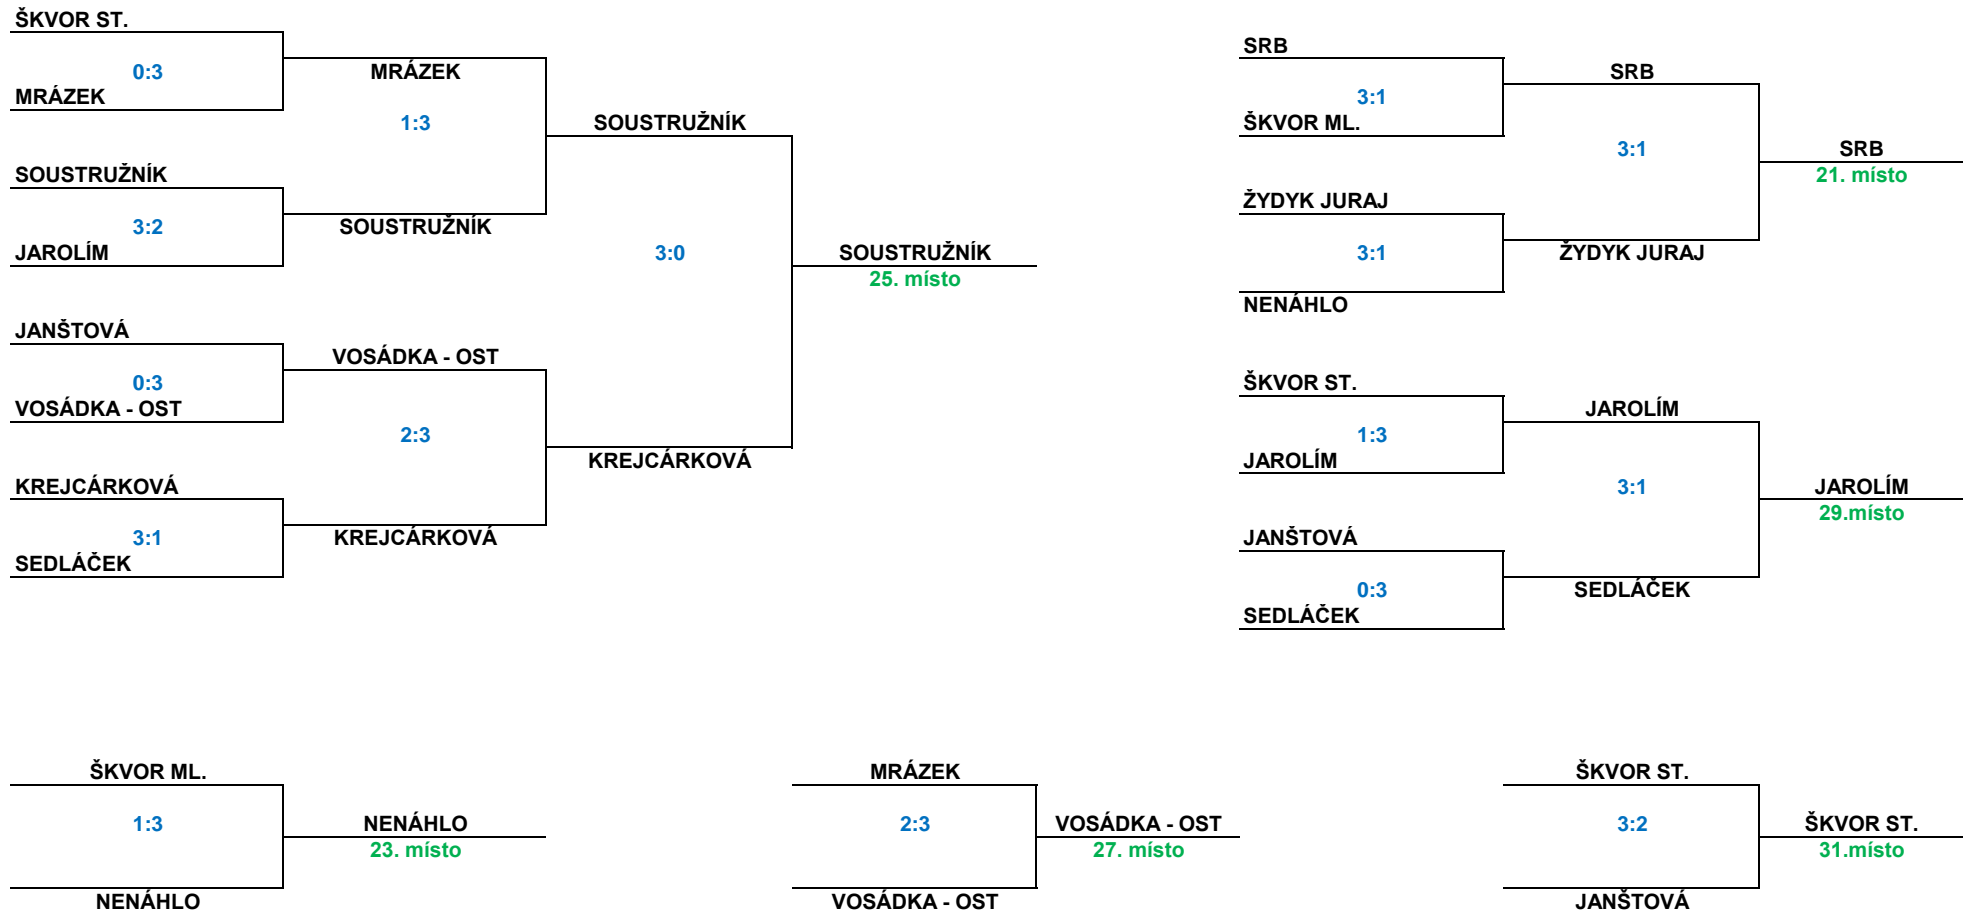 ŠKVOR ST.
0:3
MRÁZEK
MRÁZEK
1:3
SOUSTRUŽNÍK
3:2
JAROLÍM
SOUSTRUŽNÍK
SOUSTRUŽNÍK
3:0
SOUSTRUŽNÍK
25. místo
JANŠTOVÁ
0:3
VOSÁDKA - OST
VOSÁDKA - OST
2:3
KREJCÁRKOVÁ
3:1
SEDLÁČEK
KREJCÁRKOVÁ
KREJCÁRKOVÁ
SRB
3:1
ŠKVOR ML.
SRB
3:1
SRB
21. místo
ŽYDYK JURAJ
3:1
NENÁHLO
ŽYDYK JURAJ
ŠKVOR ST.
1:3
JAROLÍM
JAROLÍM
3:1
JAROLÍM
29.místo
JANŠTOVÁ
0:3
SEDLÁČEK
SEDLÁČEK
ŠKVOR ML.
1:3
NENÁHLO
NENÁHLO
23. místo
MRÁZEK
2:3
VOSÁDKA - OST
VOSÁDKA - OST
27. místo
ŠKVOR ST.
3:2
JANŠTOVÁ
ŠKVOR ST.
31.místo